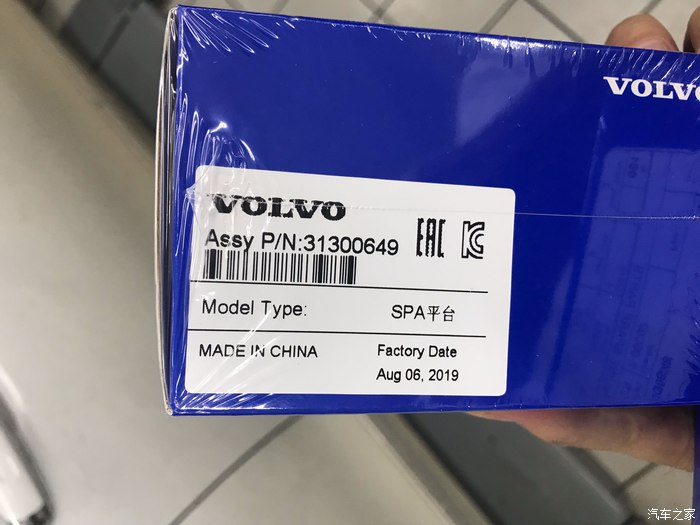 VOLVO
VOLVO
Assy P/N:31300649
EAC
Model Type: SPA平台
MADE IN CHINA
Factory Date
Aug 06, 2019
汽车之家